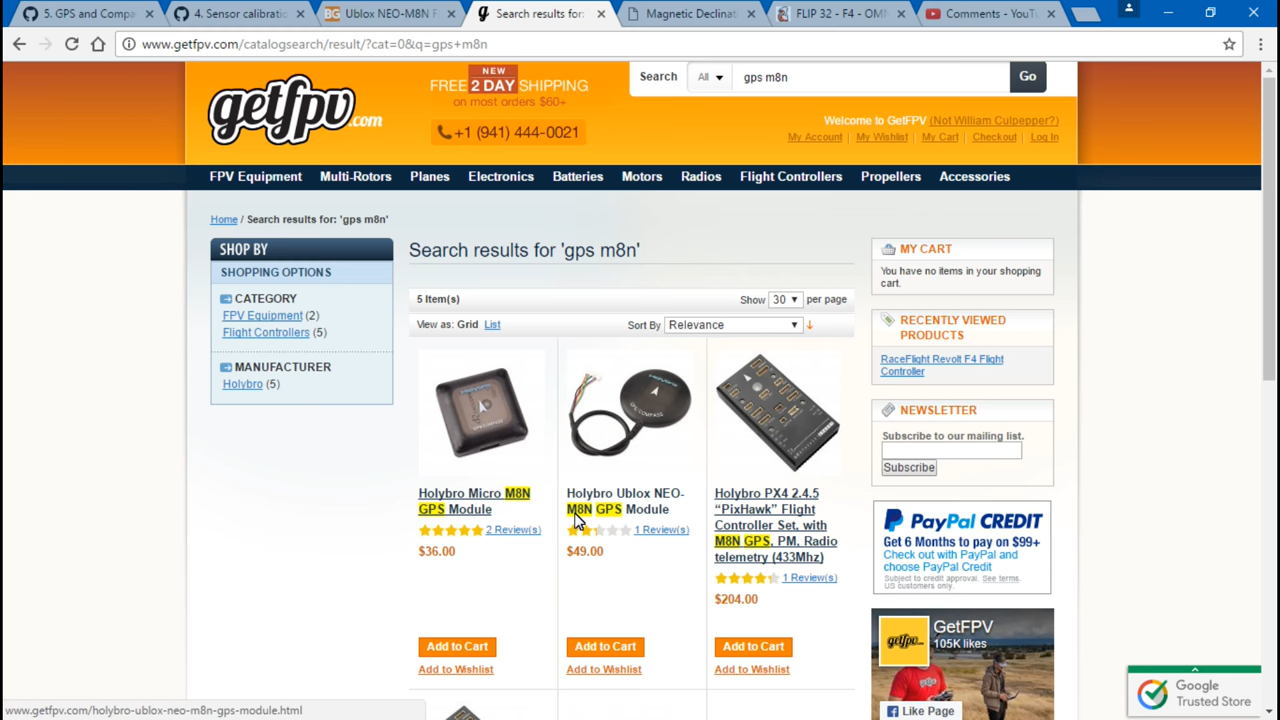 5. GPS and Compa
4. Sensor calibratio
Ublox NEO-M8N F
Search results for:
Magnetic Declinat
FLIP 32 - F4 - OMN
Comments - YouTu
www.getfpv.com/catalogsearch/result/?cat=0&q=gps+m8n
getfpv.com
NEW
FREE 2 DAY SHIPPING
on most orders $60+
+1 (941) 444-0021
Search
All
gps m8n
Go
Welcome to GetFPV (Not William Culpepper?)
My Account
My Wishlist
My Cart
Checkout
Log In
FPV Equipment
Multi-Rotors
Planes
Electronics
Batteries
Motors
Radios
Flight Controllers
Propellers
Accessories
Home / Search results for: 'gps m8n'
SHOP BY
SHOPPING OPTIONS
CATEGORY
FPV Equipment (2)
Flight Controllers (5)
MANUFACTURER
Holybro (5)
Search results for 'gps m8n'
5 Item(s)
Show 30 per page
View as: Grid List
Sort By Relevance
Holybro Micro M8N
GPS Module
2 Review(s)
$36.00
Add to Cart
Add to Wishlist
Holybro Ublox NEO-
M8N GPS Module
1 Review(s)
$49.00
Add to Cart
Add to Wishlist
Holybro PX4 2.4.5
“PixHawk” Flight
Controller Set, with
M8N GPS, PM, Radio
telemetry (433Mhz)
1 Review(s)
$204.00
Add to Cart
Add to Wishlist
MY CART
You have no items in your shopping
cart.
RECENTLY VIEWED
PRODUCTS
RaceFlight Revolt F4 Flight
Controller
NEWSLETTER
Subscribe to our mailing list.
Subscribe
PayPal CREDIT
Get 6 Months to pay on $99+
Check out with PayPal and
choose PayPal Credit
Subject to credit approval. See terms.
US customers only.
getfpv
GetFPV
105K likes
Like Page
Google
Trusted Store
www.getfpv.com/holybro-ublox-neo-m8n-gps-module.html